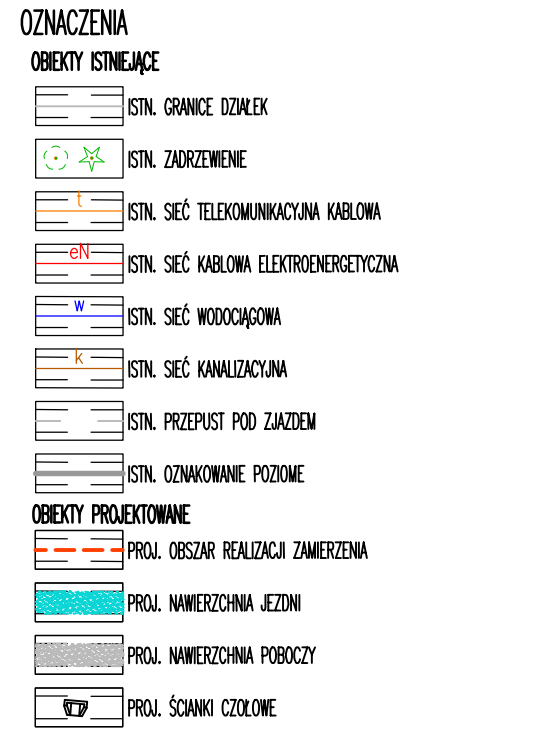 OZNACZENIA
OBIEKTY ISTNIEJĄCE
ISTN. GRANICE DZIAŁEK
ISTN. ZADRZEWIENIE
t ISTN. SIEĆ TELEKOMUNIKACYJNA KABLOWA
eN ISTN. SIEĆ KABLOWA ELEKTROENERGETYCZNA
w ISTN. SIEĆ WODOCIĄGOWA
k ISTN. SIEĆ KANALIZACYJNA
ISTN. PRZEPUST POD ZJAZDEM
ISTN. OZNAKOWANIE POZIOME
OBIEKTY PROJEKTOWANE
PROJ. OBSZAR REALIZACJI ZAMIERZENIA
PROJ. NAWIERZCHNIA JEZDNI
PROJ. NAWIERZCHNIA POBOCZY
PROJ. ŚCIANKI CZOŁOWE